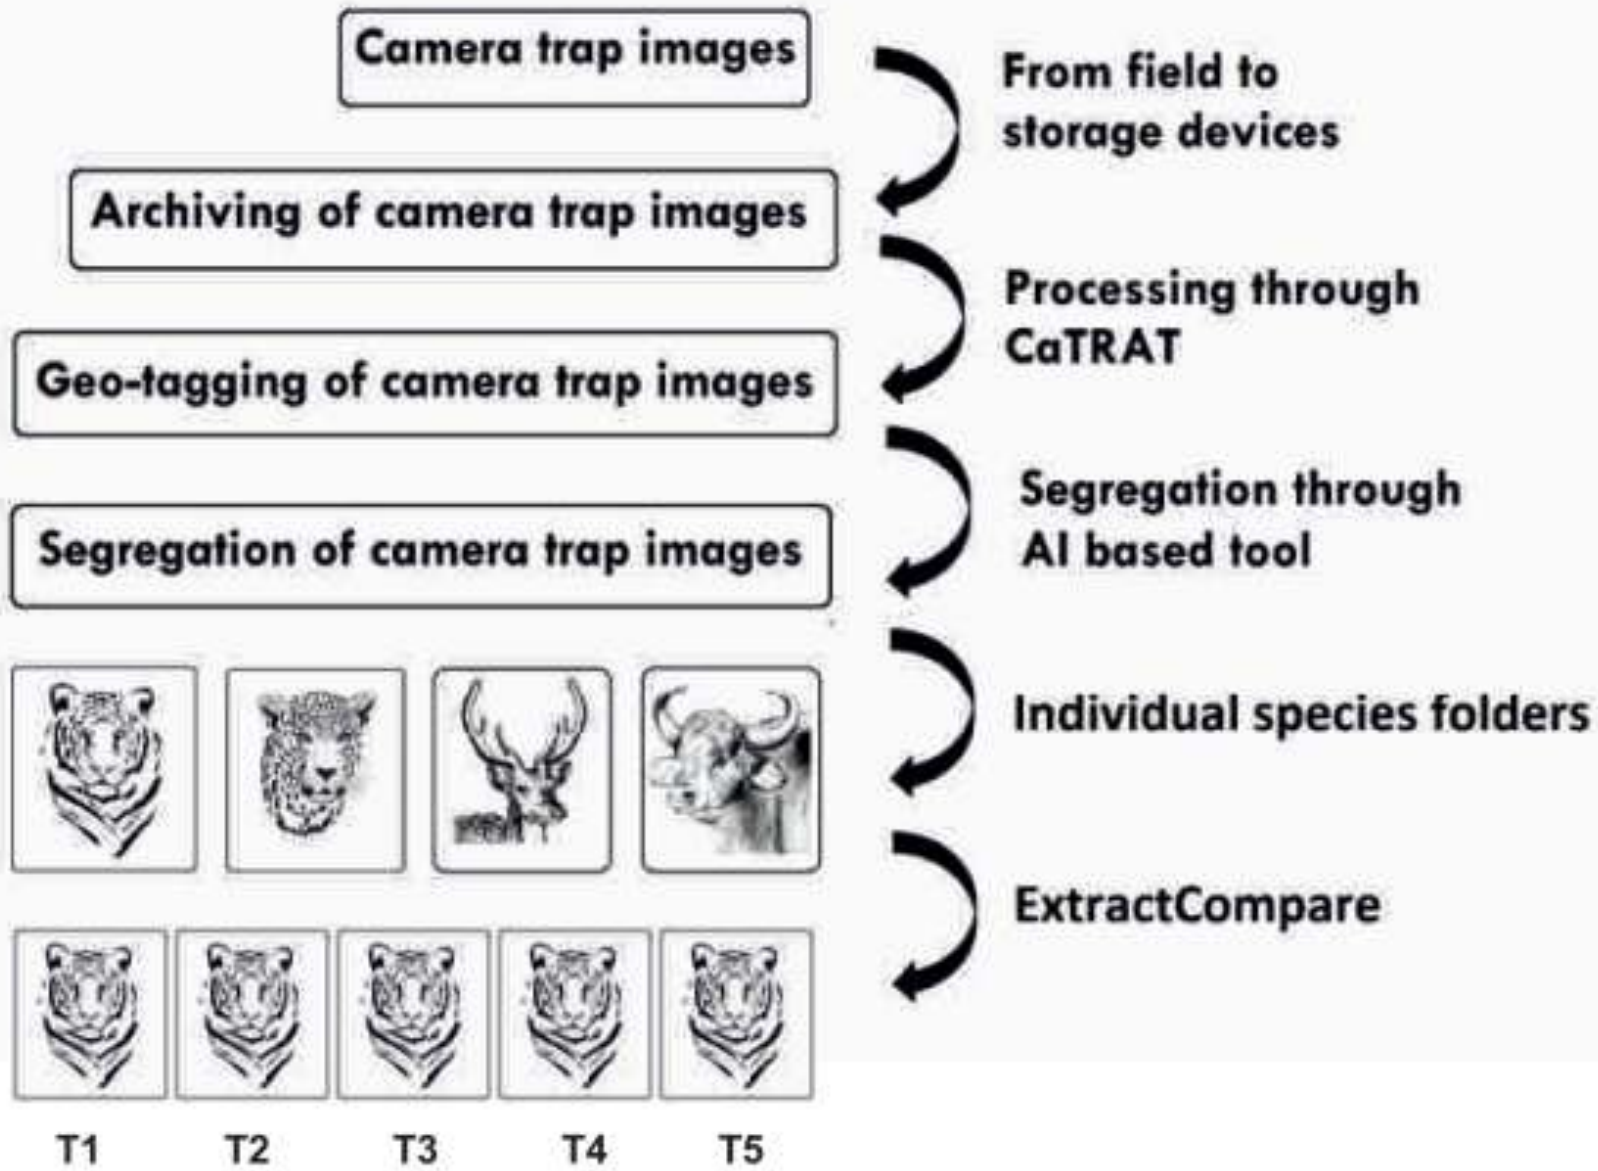 Camera trap images
From field to
storage devices
Archiving of camera trap images
Processing through
CaTRAT
Geo-tagging of camera trap images
Segregation through
AI based tool
Segregation of camera trap images
Individual species folders
ExtractCompare
T1 T2 T3 T4 T5